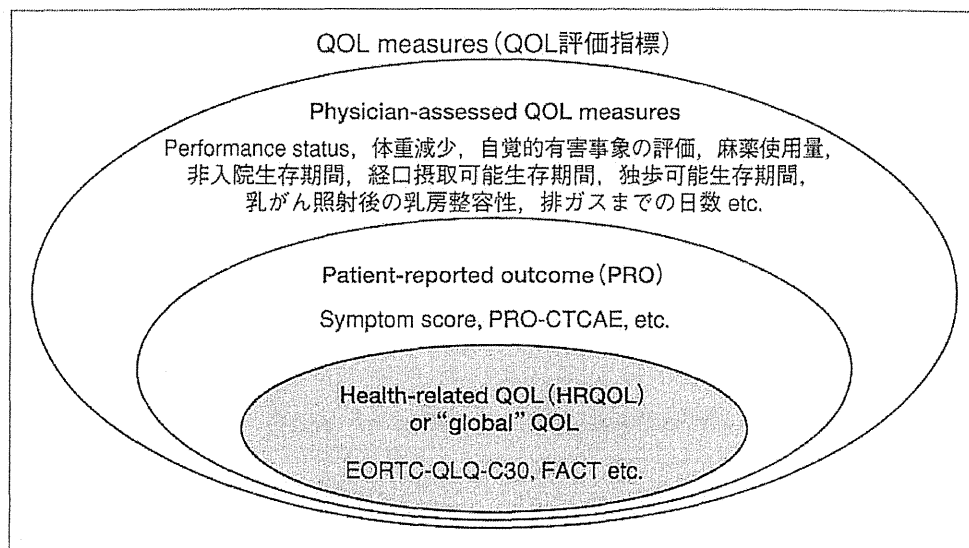 QOL measures（QOL評価指標）
Physician-assessed QOL measures
Performance status，体重減少，自覚的有害事象の評価，麻薬使用量，
非入院生存期間，経口摂取可能生存期間，独歩可能生存期間，
乳がん照射後の乳房整容性，排ガスまでの日数 etc.
Patient-reported outcome（PRO）
Symptom score, PRO-CTCAE, etc.
Health-related QOL（HRQOL）
or “global” QOL
EORTC-QLQ-C30, FACT etc.